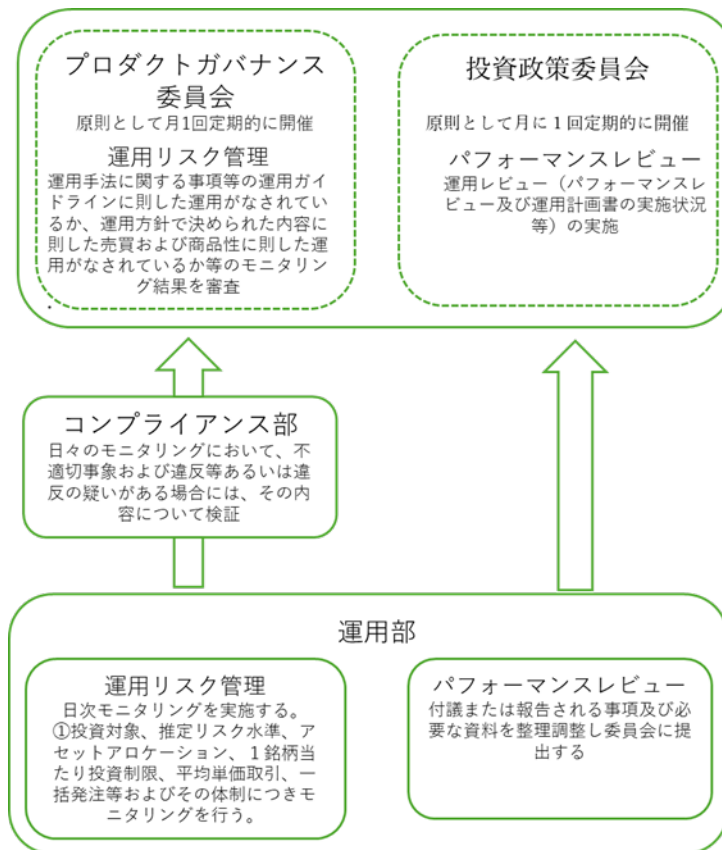 プロダクトガバナンス
委員会
原則として月1回定期的に開催
運用リスク管理
運用手法に関する事項等の運用ガイ
ドラインに則した運用がなされてい
るか、運用方針で決められた内容に
則した売買および商品性に則した運
用がなされているか等のモニタリン
グ結果を審査
.
投資政策委員会
原則として月に1回定期的に開催
パフォーマンスレビュー
運用レビュー（パフォーマンスレ
ビュー及び運用計画書の実施状況
等）の実施
コンプライアンス部
日々のモニタリングにおいて、不
適切事象および違反等あるいは違
反の疑いがある場合には、その内
容について検証
運用部
運用リスク管理
日次モニタリングを実施する。
①投資対象、推定リスク水準、ア
セットアロケーション、１銘柄当
たり投資制限、平均単価取引、一
括発注等およびその体制につきモ
ニタリングを行う。
パフォーマンスレビュー
付議または報告される事項及び必
要な資料を整理調整し委員会に提
出する